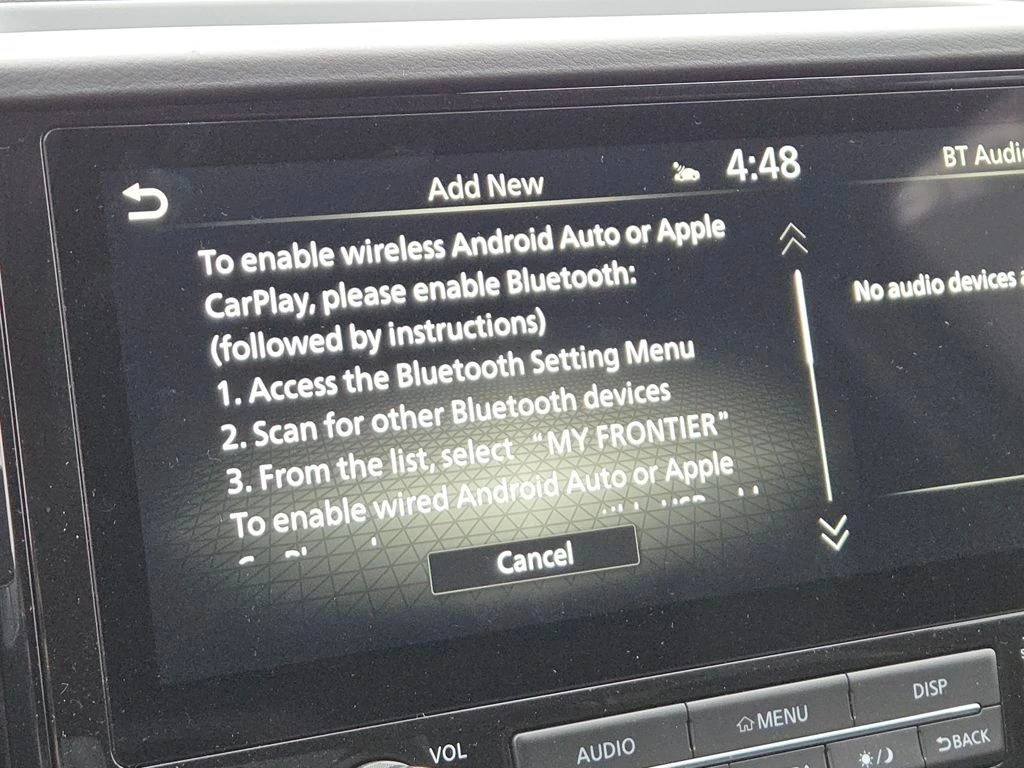 Add New
4:48
BT Audio
To enable wireless Android Auto or Apple
CarPlay, please enable Bluetooth:
(followed by instructions)
1. Access the Bluetooth Setting Menu
2. Scan for other Bluetooth devices
3. From the list, select “MY FRONTIER”
To enable wired Android Auto or Apple
No audio devices
Cancel
VOL
AUDIO
MENU
DISP
BACK